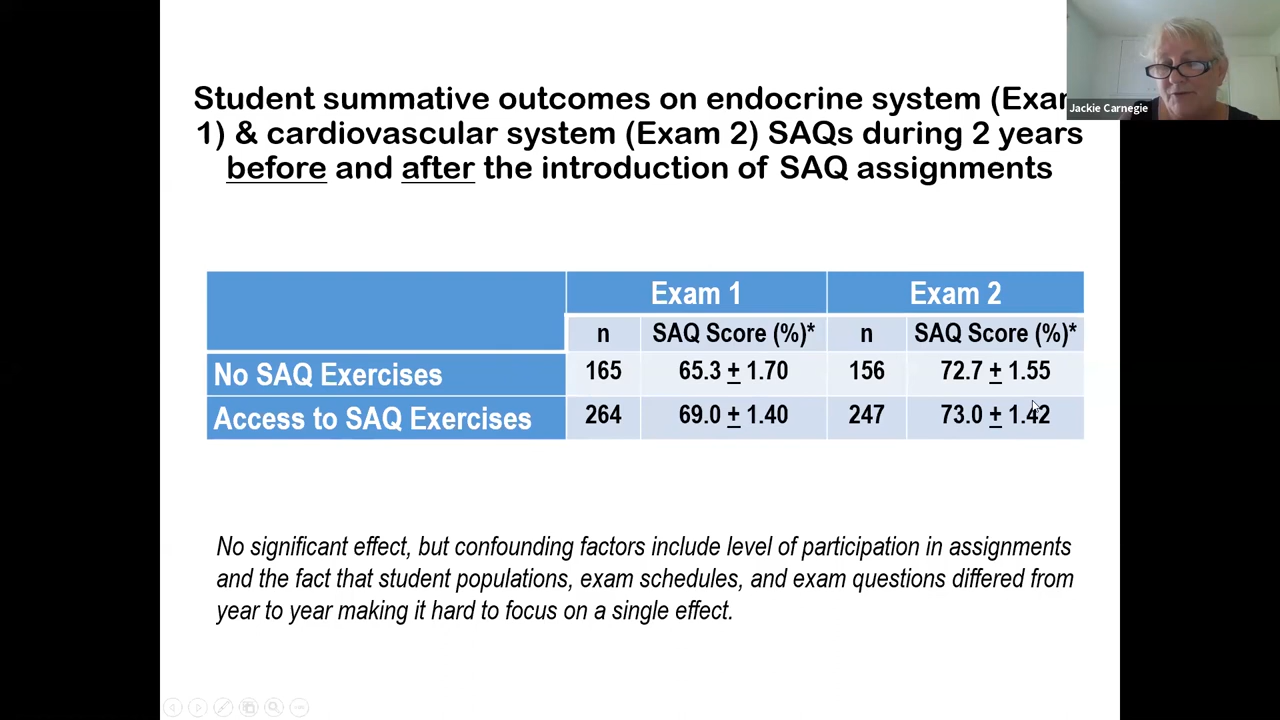 Student summative outcomes on endocrine system (Exam
1) & cardiovascular system (Exam 2) SAQs during 2 years
before and after the introduction of SAQ assignments
Jackie Carnegie
Exam 1 Exam 2
n SAQ Score (%)* n SAQ Score (%)*
No SAQ Exercises 165 65.3 ± 1.70 156 72.7 ± 1.55
Access to SAQ Exercises 264 69.0 ± 1.40 247 73.0 ± 1.42
No significant effect, but confounding factors include level of participation in assignments
and the fact that student populations, exam schedules, and exam questions differed from
year to year making it hard to focus on a single effect.